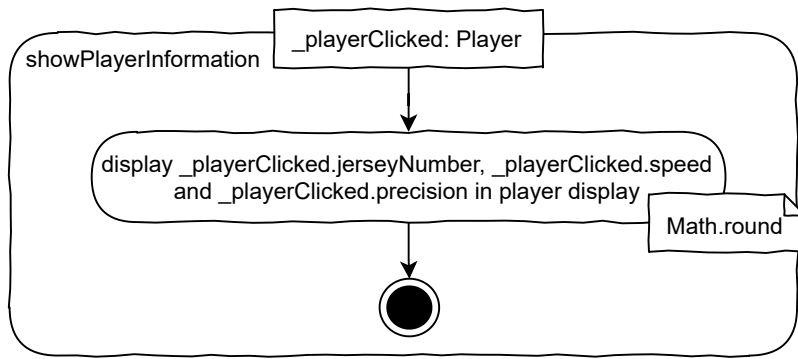 _playerClicked: Player
showPlayerInformation
display _playerClicked.jerseyNumber, _playerClicked.speed
and _playerClicked.precision in player display
Math.round